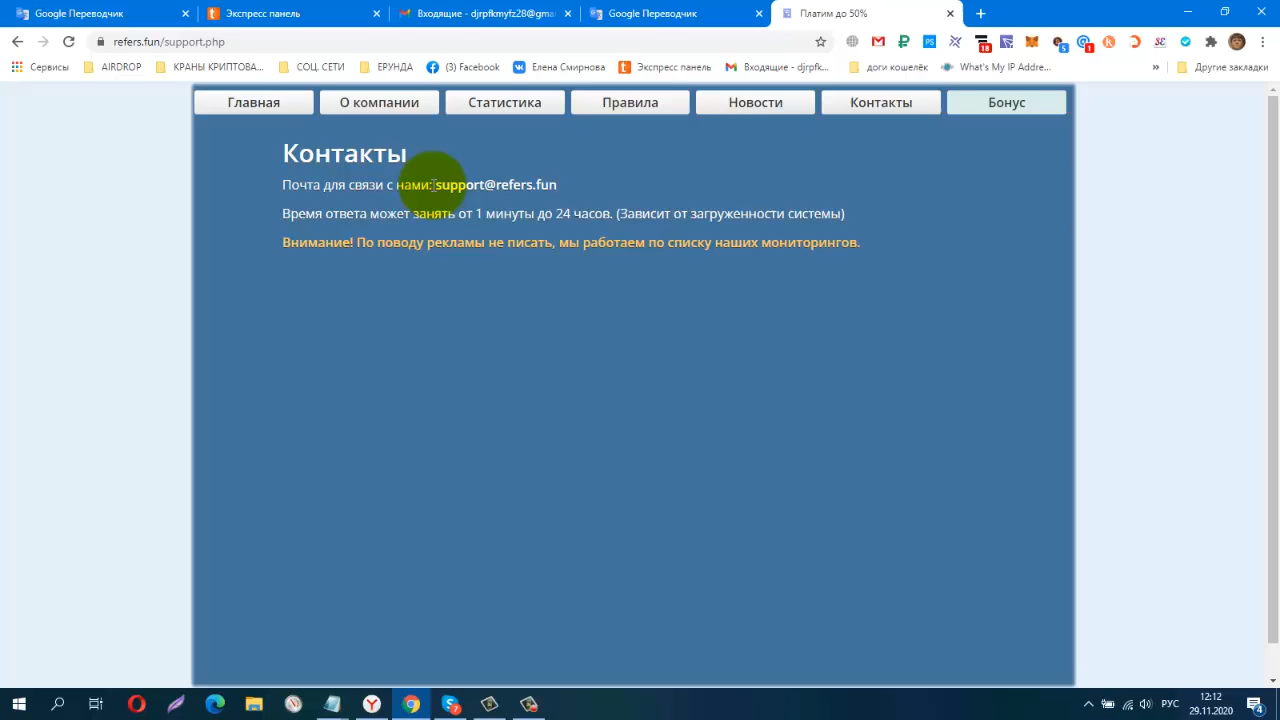 Google Переводчик
Экспресс панель
Входящие - djrpfkmyfz28@gma
Google Переводчик
Платим до 50%
refers.fun/support.php
18
5
1
Сервисы
AIRDROP
КРАНЫ КРИПТОВА...
СОЦ. СЕТИ
ЕРУНДА
(3) Facebook
Елена Смирнова
Экспресс панель
Входящие - djrpfk...
доги кошелёк
What's My IP Addre...
»
Другие закладки
Главная
О компании
Статистика
Правила
Новости
Контакты
Бонус
Контакты
Почта для связи с нами: support@refers.fun
Время ответа может занять от 1 минуты до 24 часов. (Зависит от загруженности системы)
Внимание! По поводу рекламы не писать, мы работаем по списку наших мониторингов.
РУС
12:12
29.11.2020
4